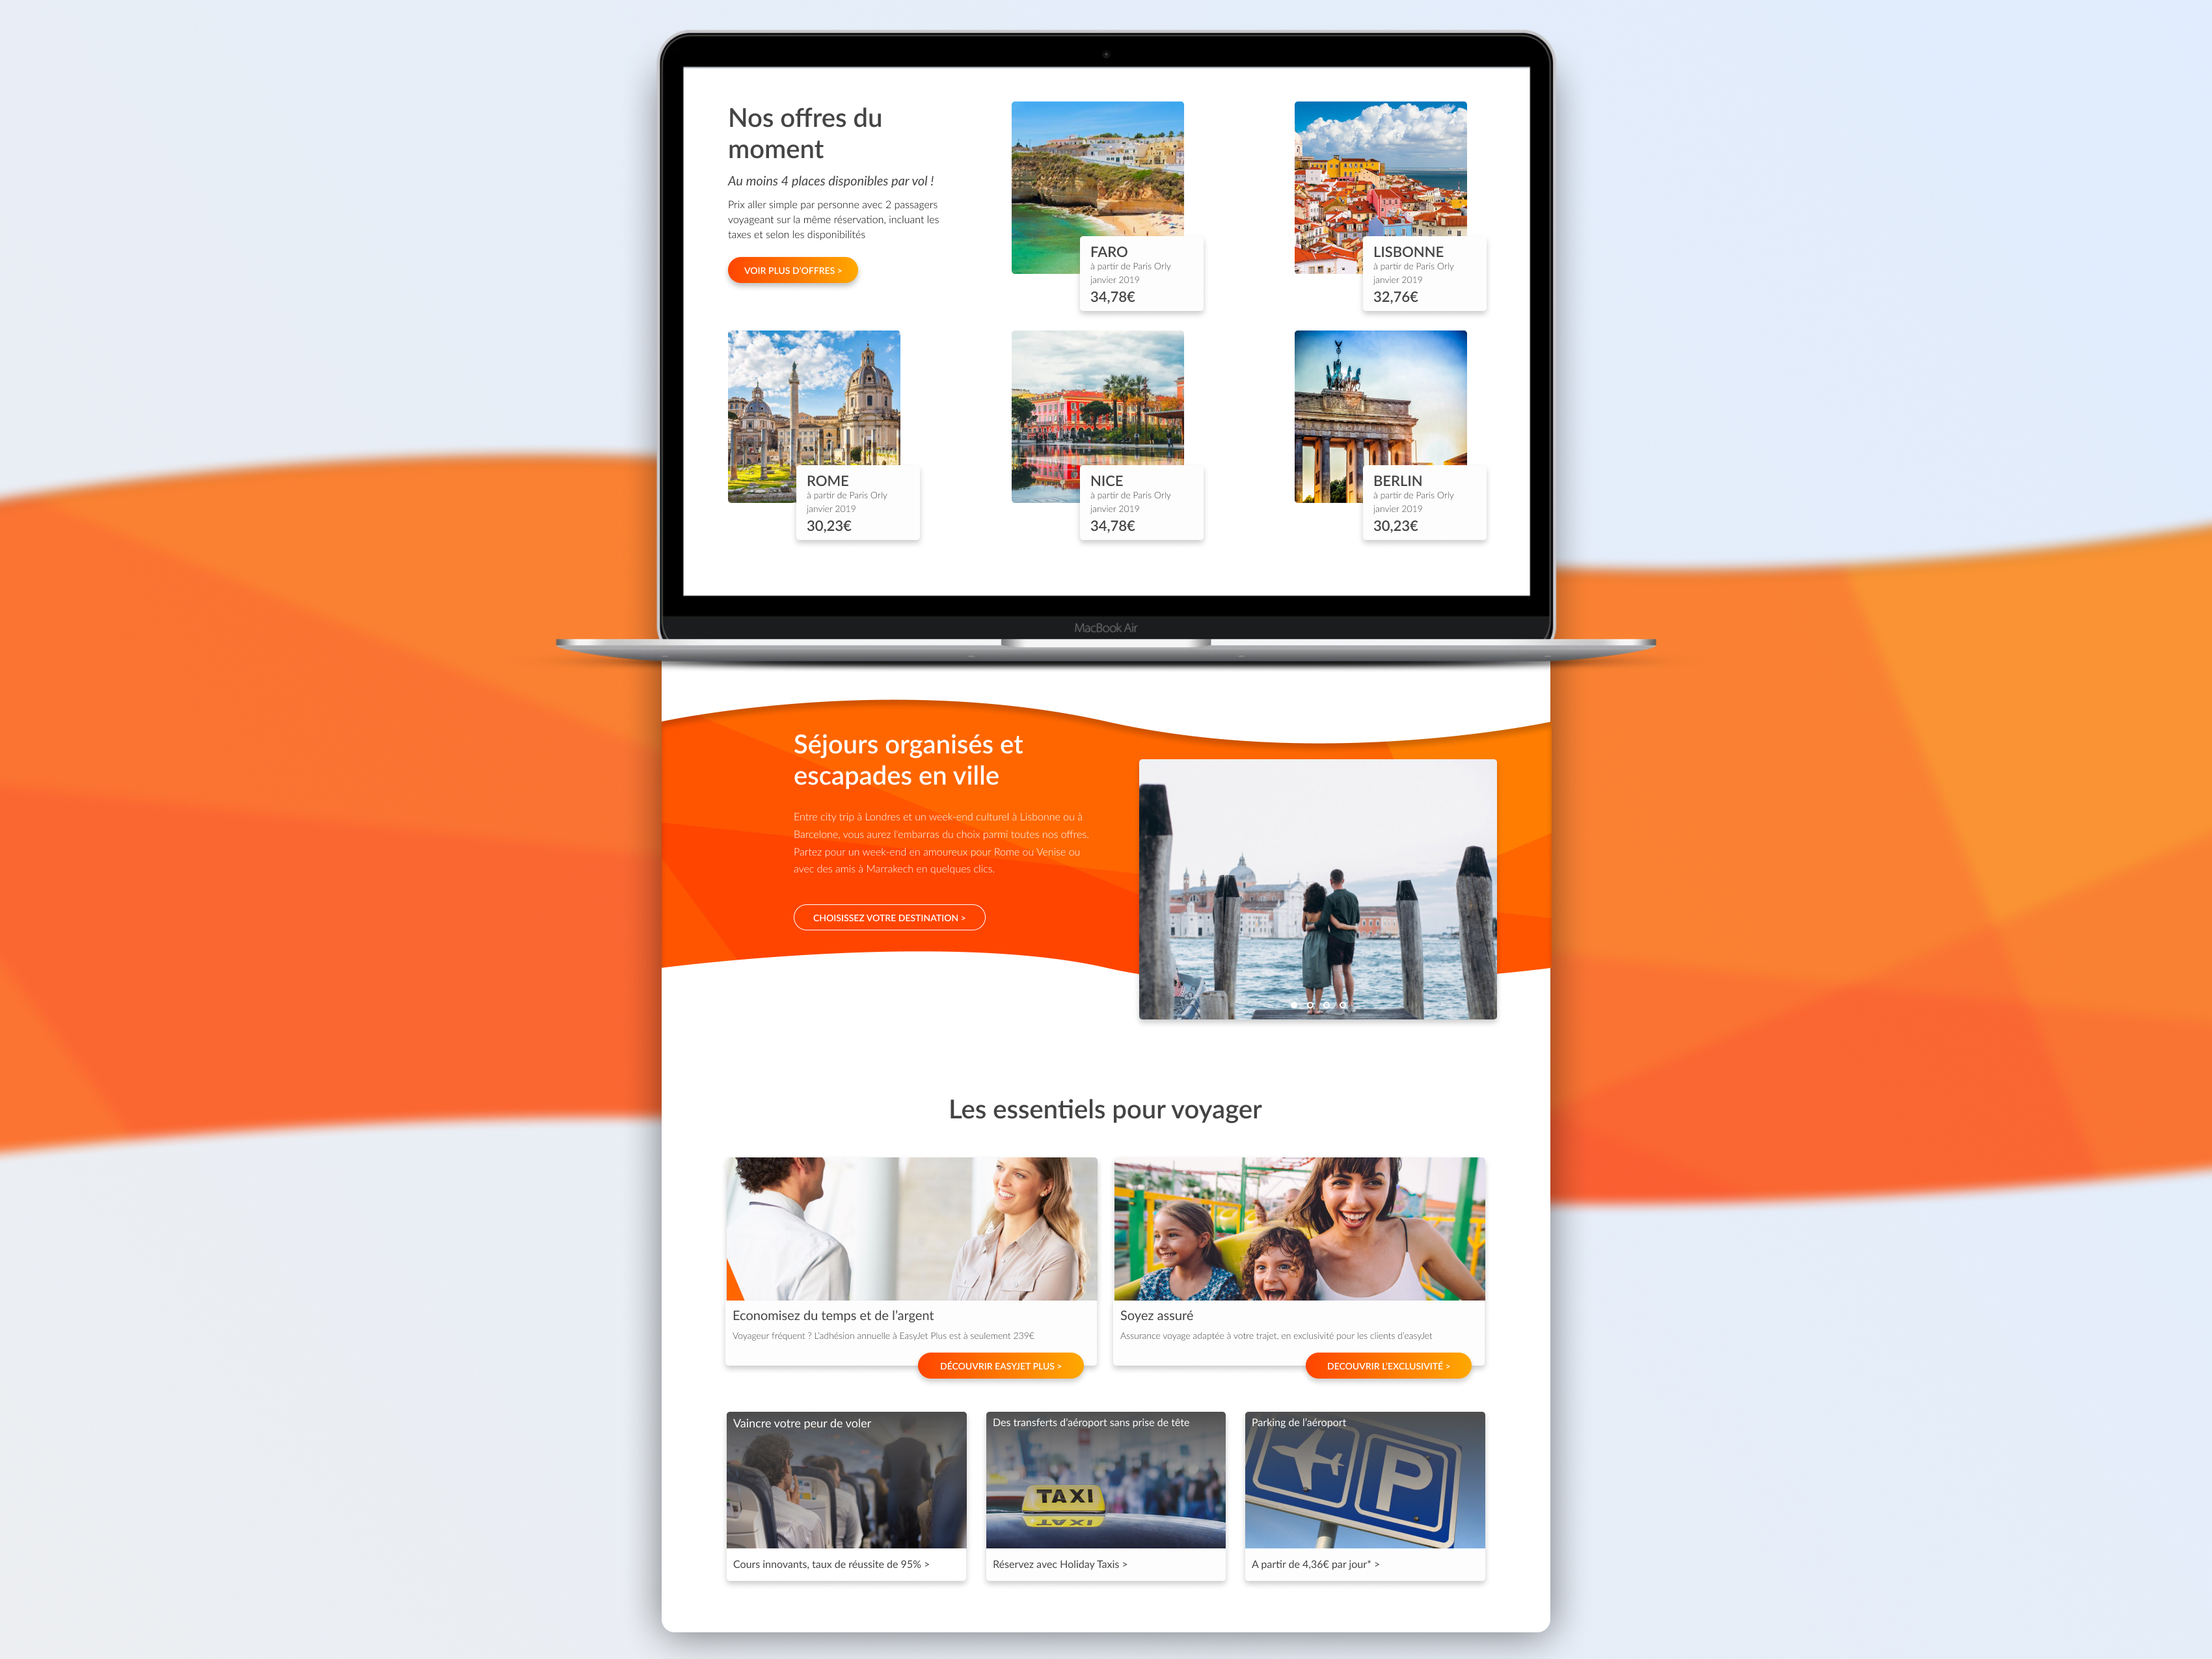 Nos offres du
moment
Au moins 4 places disponibles par vol !
Prix aller simple par personne avec 2 passagers
voyageant sur la même réservation, incluant les
taxes et selon les disponibilités
VOIR PLUS D'OFFRES >
FARO
à partir de Paris Orly
janvier 2019
34,78€
LISBONNE
à partir de Paris Orly
janvier 2019
32,76€
ROME
à partir de Paris Orly
janvier 2019
30,23€
NICE
à partir de Paris Orly
janvier 2019
34,78€
BERLIN
à partir de Paris Orly
janvier 2019
30,23€
MacBook Air
Séjours organisés et
escapades en ville
Entre city trip à Londres et un week-end culturel à Lisbonne ou à
Barcelone, vous aurez l'embarras du choix parmi toutes nos offres.
Partez pour un week-end en amoureux pour Rome ou Venise ou
avec des amis à Marrakech en quelques clics.
CHOISISSEZ VOTRE DESTINATION >
Les essentiels pour voyager
Economisez du temps et de l'argent
Voyageur fréquent ? L'adhésion annuelle à EasyJet Plus est à seulement 239€
DÉCOUVRIR EASYJET PLUS >
Soyez assuré
Assurance voyage adaptée à votre trajet, en exclusivité pour les clients d'easyJet
DECOUVRIR L'EXCLUSIVITÉ >
Vaincre votre peur de voler
Cours innovants, taux de réussite de 95% >
Des transferts d'aéroport sans prise de tête
TAXI
Réservez avec Holiday Taxis >
Parking de l'aéroport
P
A partir de 4,36€ par jour* >